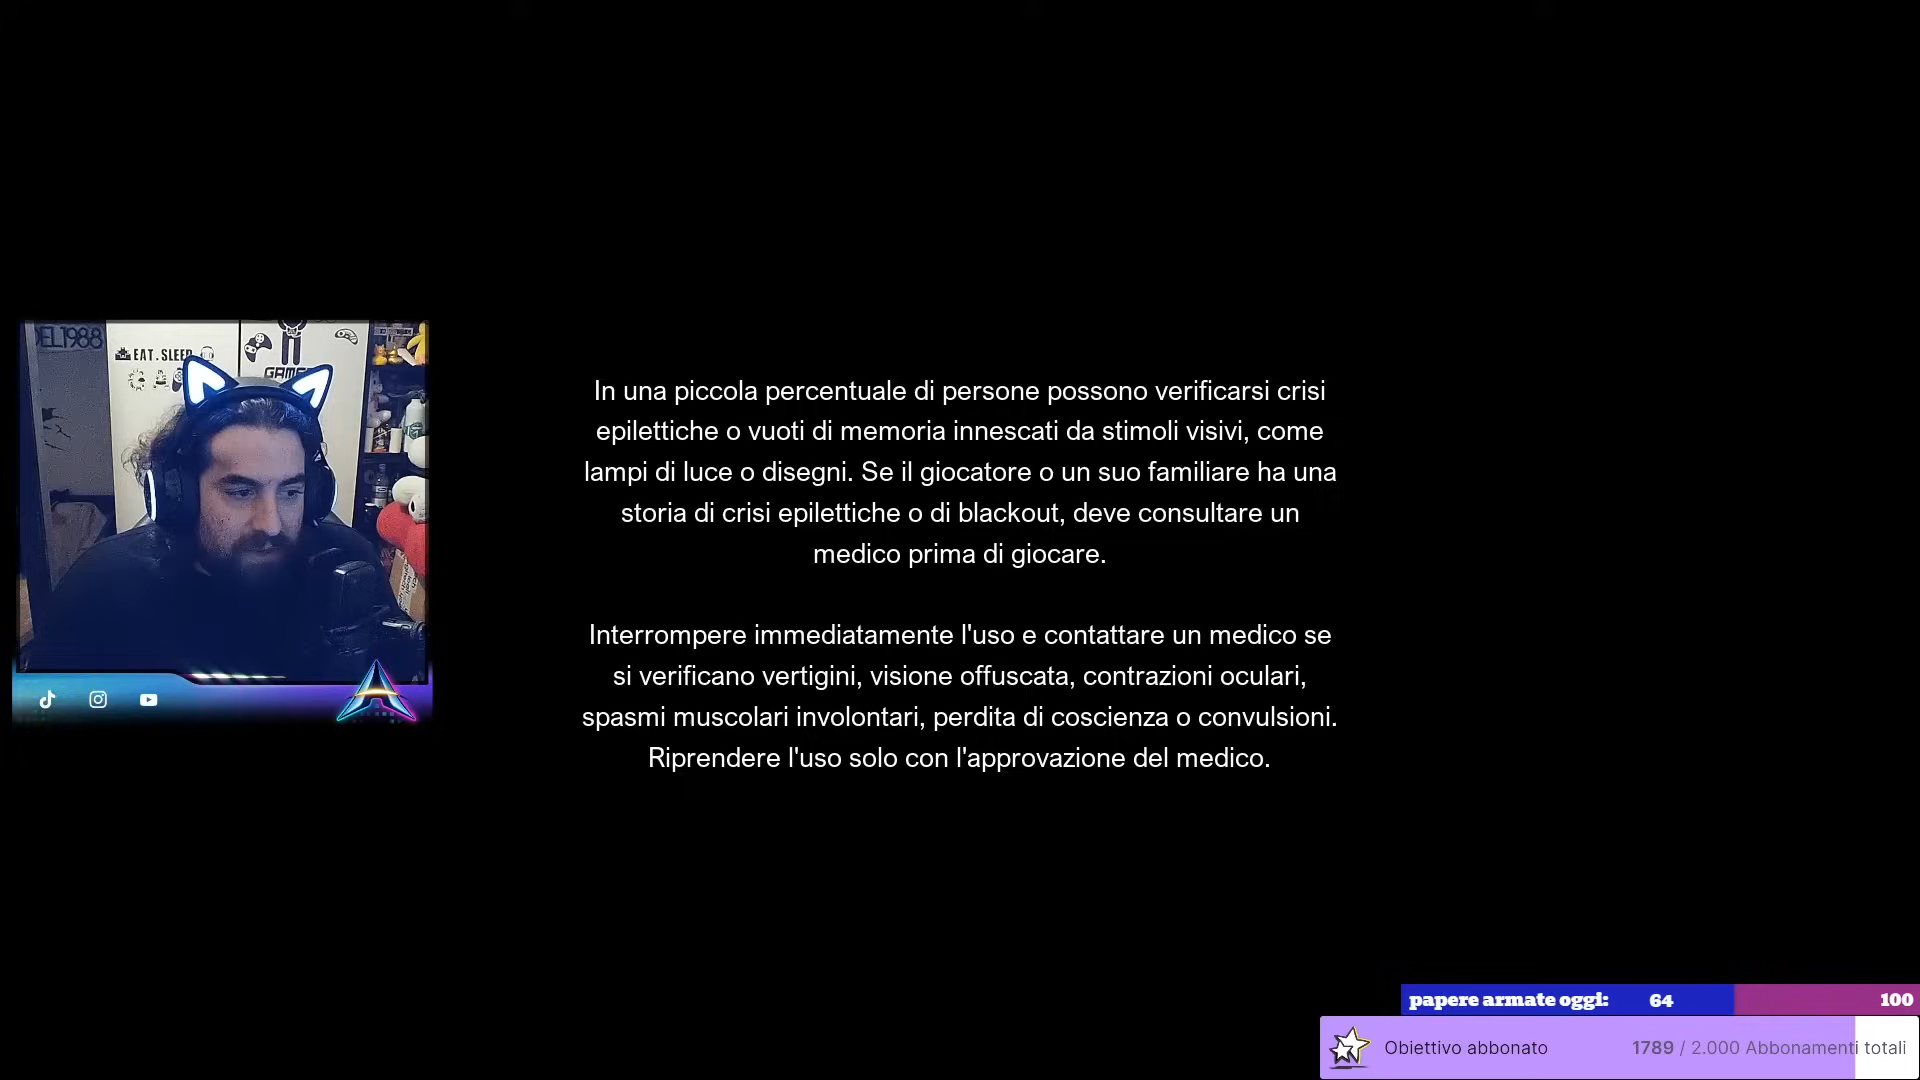 EL1988
EAT.SLEEP
GAME
In una piccola percentuale di persone possono verificarsi crisi
epilettiche o vuoti di memoria innescati da stimoli visivi, come
lampi di luce o disegni. Se il giocatore o un suo familiare ha una
storia di crisi epilettiche o di blackout, deve consultare un
medico prima di giocare.
Interrompere immediatamente l'uso e contattare un medico se
si verificano vertigini, visione offuscata, contrazioni oculari,
spasmi muscolari involontari, perdita di coscienza o convulsioni.
Riprendere l'uso solo con l'approvazione del medico.
papere armate oggi: 64 100
Obiettivo abbonato 1789 / 2.000 Abbonamenti totali